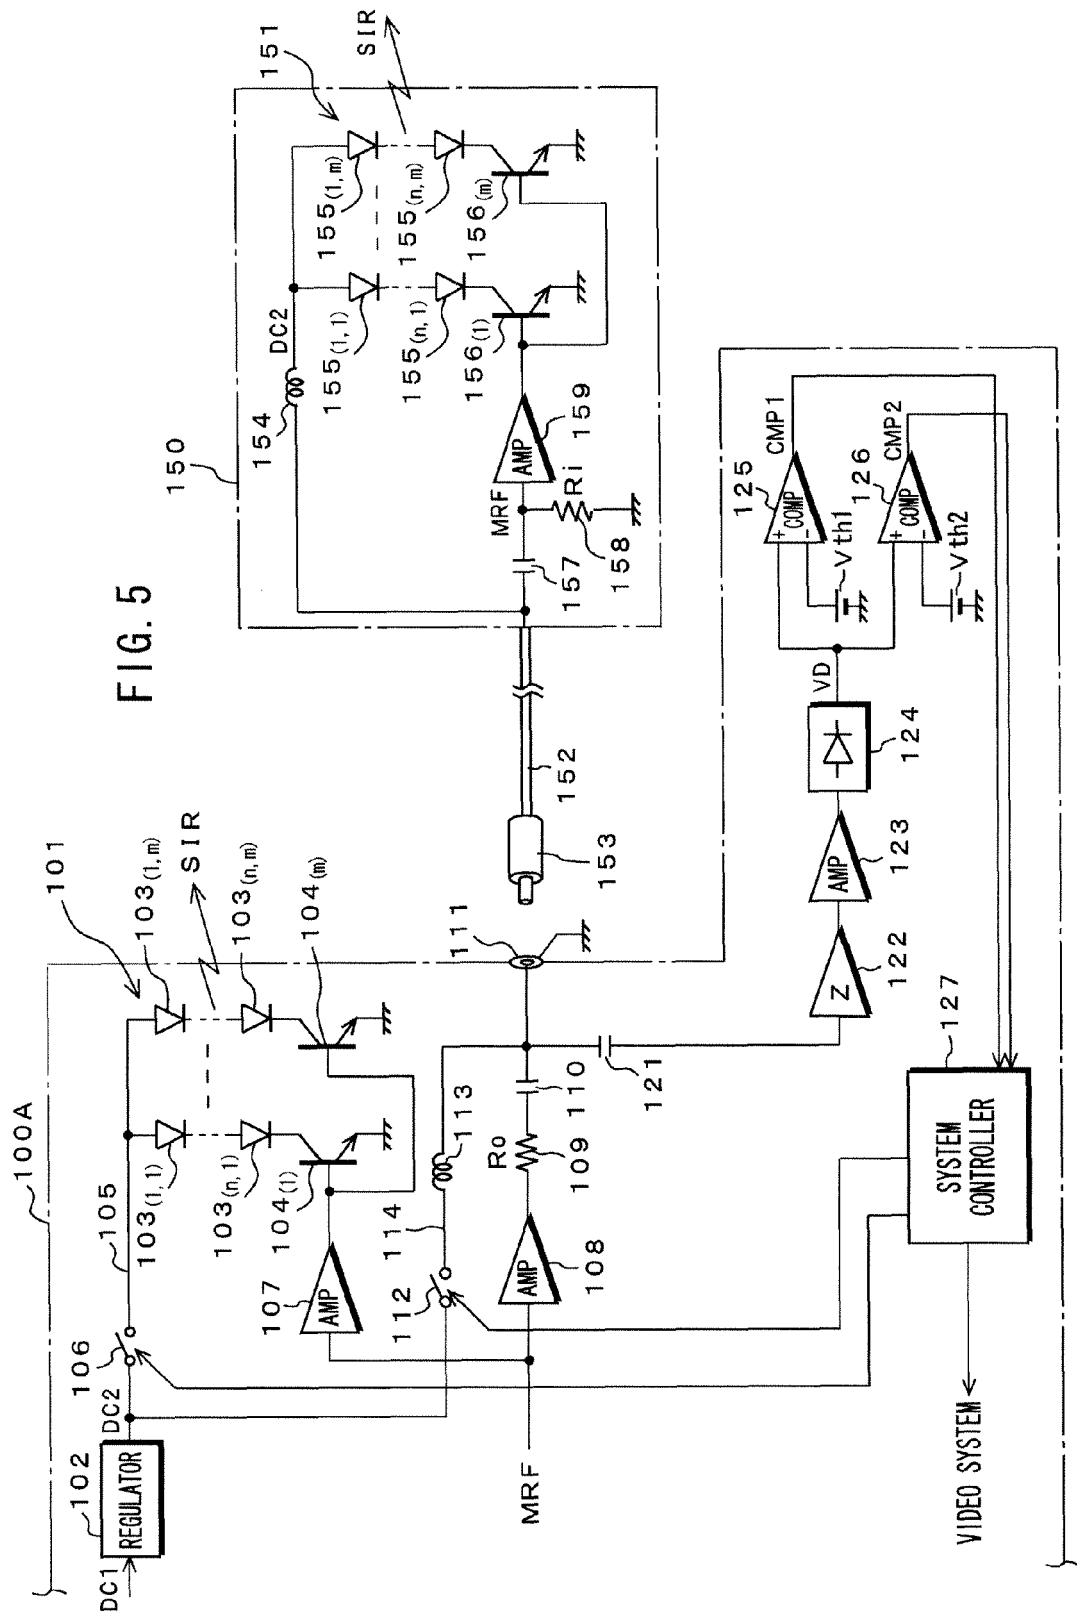 FIG. 5
100A
101
SIR
102
REGULATOR
DC1
DC2
106
105
103(1,1)
103(n,1)
103(1,m)
103(n,m)
104(1)
104(m)
107
AMP
112
114
113
108
AMP
Ro
109
110
111
121
MRF
122
Z
123
AMP
124
VD
125
COMP
+
-
CMP1
Vth1
126
COMP
+
-
CMP2
Vth2
127
SYSTEM
CONTROLLER
VIDEO SYSTEM
150
151
SIR
152
153
154
DC2
155(1,1)
155(n,1)
155(1,m)
155(n,m)
156(1)
156(m)
157
158
Ri
MRF
159
AMP